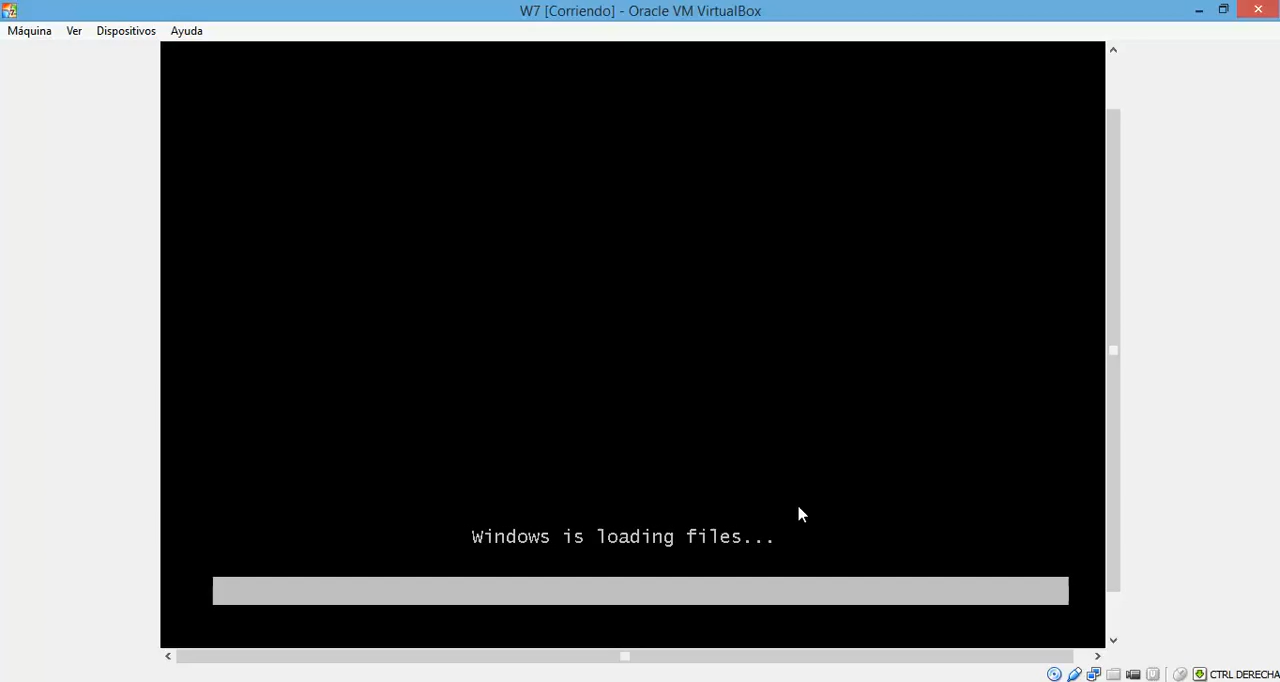 W7 [Corriendo] - Oracle VM VirtualBox
Máquina Ver Dispositivos Ayuda
Windows is loading files...
CTRL DERECHA